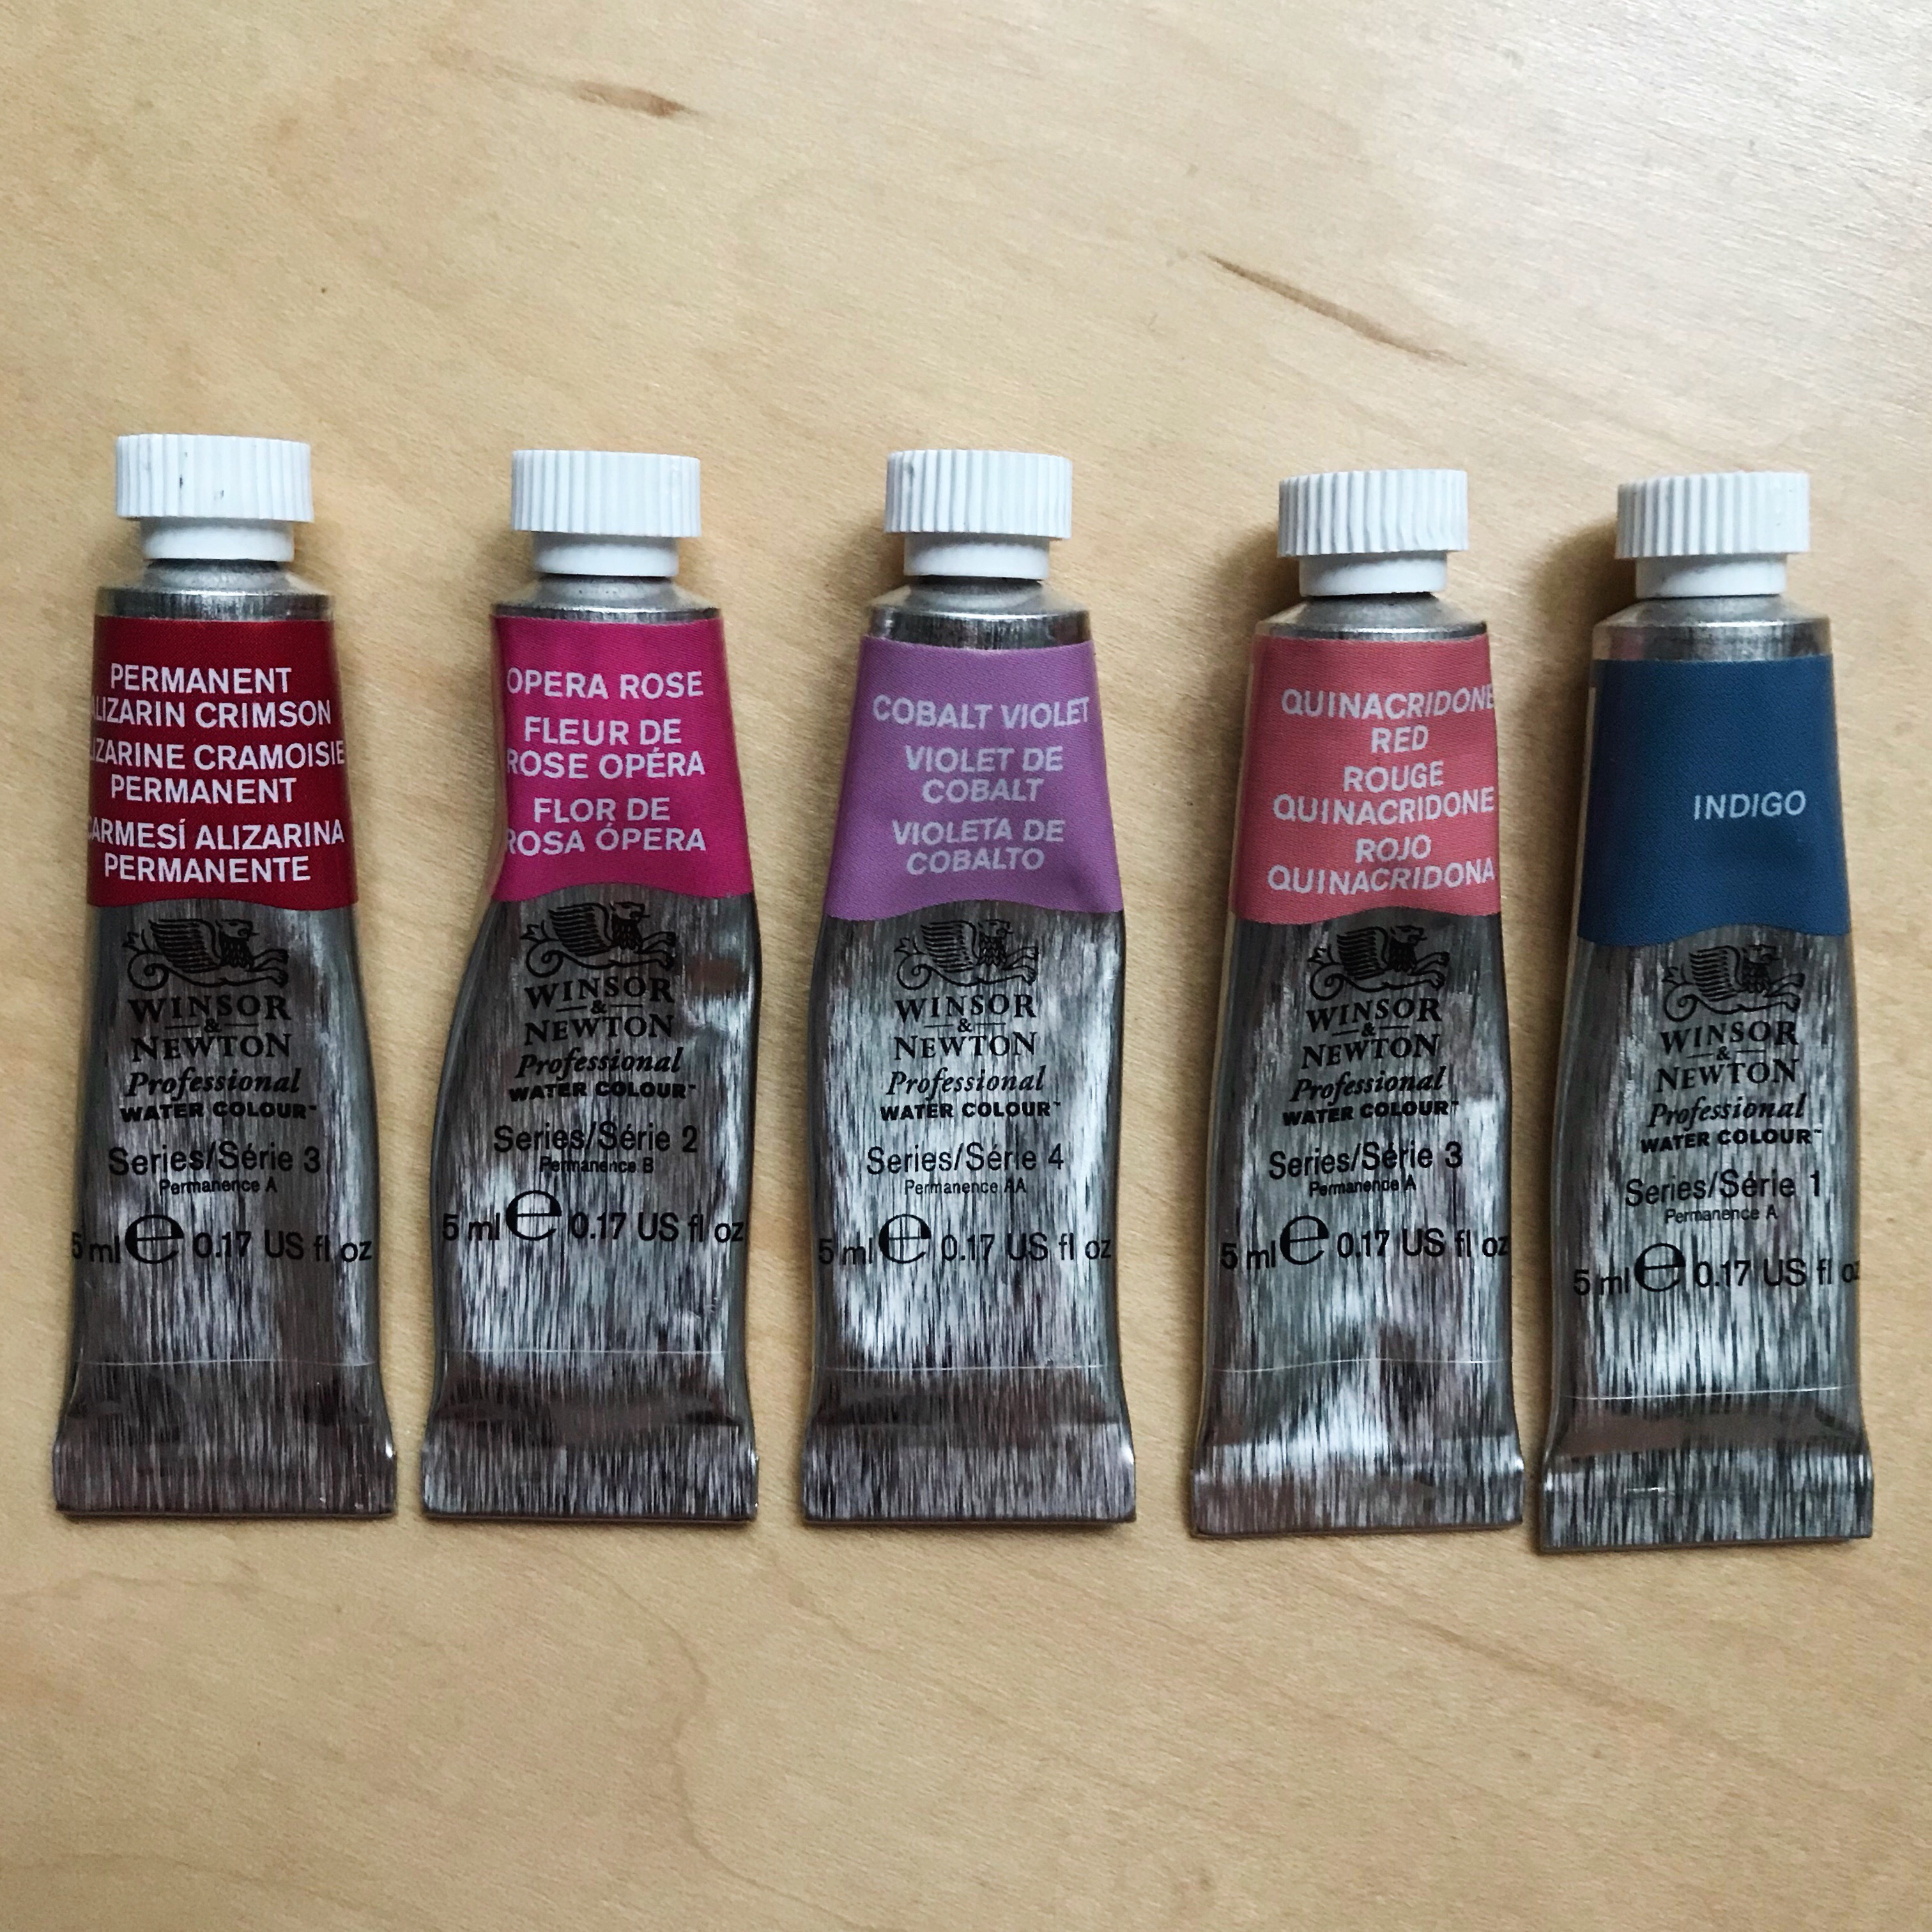 PERMANENT
ALIZARIN CRIMSON
ALIZARINE CRAMOISIE
PERMANENT
CARMESÍ ALIZARINA
PERMANENTE
WINSOR
&
NEWTON
Professional
WATER COLOUR™
Series/Série 3
Permanence A
5 ml e 0.17 US fl oz
OPERA ROSE
FLEUR DE
ROSE OPÉRA
FLOR DE
ROSA ÓPERA
WINSOR
&
NEWTON
Professional
WATER COLOUR™
Series/Série 2
Permanence B
5 ml e 0.17 US fl oz
COBALT VIOLET
VIOLET DE
COBALT
VIOLETA DE
COBALTO
WINSOR
&
NEWTON
Professional
WATER COLOUR™
Series/Série 4
Permanence AA
5 ml e 0.17 US fl oz
QUINACRIDONE
RED
ROUGE
QUINACRIDONE
ROJO
QUINACRIDONA
WINSOR
&
NEWTON
Professional
WATER COLOUR™
Series/Série 3
Permanence A
5 ml e 0.17 US fl oz
INDIGO
WINSOR
&
NEWTON
Professional
WATER COLOUR™
Series/Série 1
Permanence A
5 ml e 0.17 US fl oz